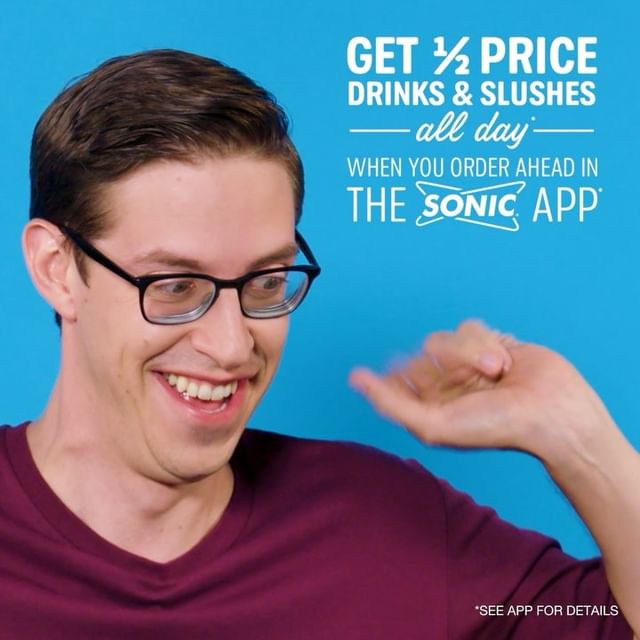 GET ½ PRICE
DRINKS & SLUSHES
all day*
WHEN YOU ORDER AHEAD IN
THE SONIC APP*
*SEE APP FOR DETAILS